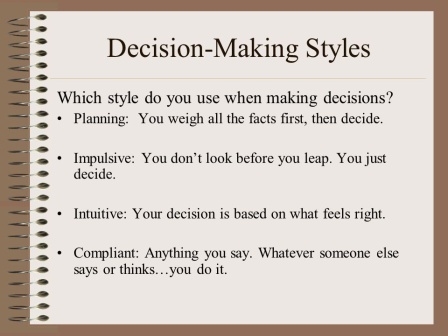 Decision-Making Styles
Which style do you use when making decisions?
• Planning: You weigh all the facts first, then decide.
• Impulsive: You don’t look before you leap. You just
decide.
• Intuitive: Your decision is based on what feels right.
• Compliant: Anything you say. Whatever someone else
says or thinks…you do it.